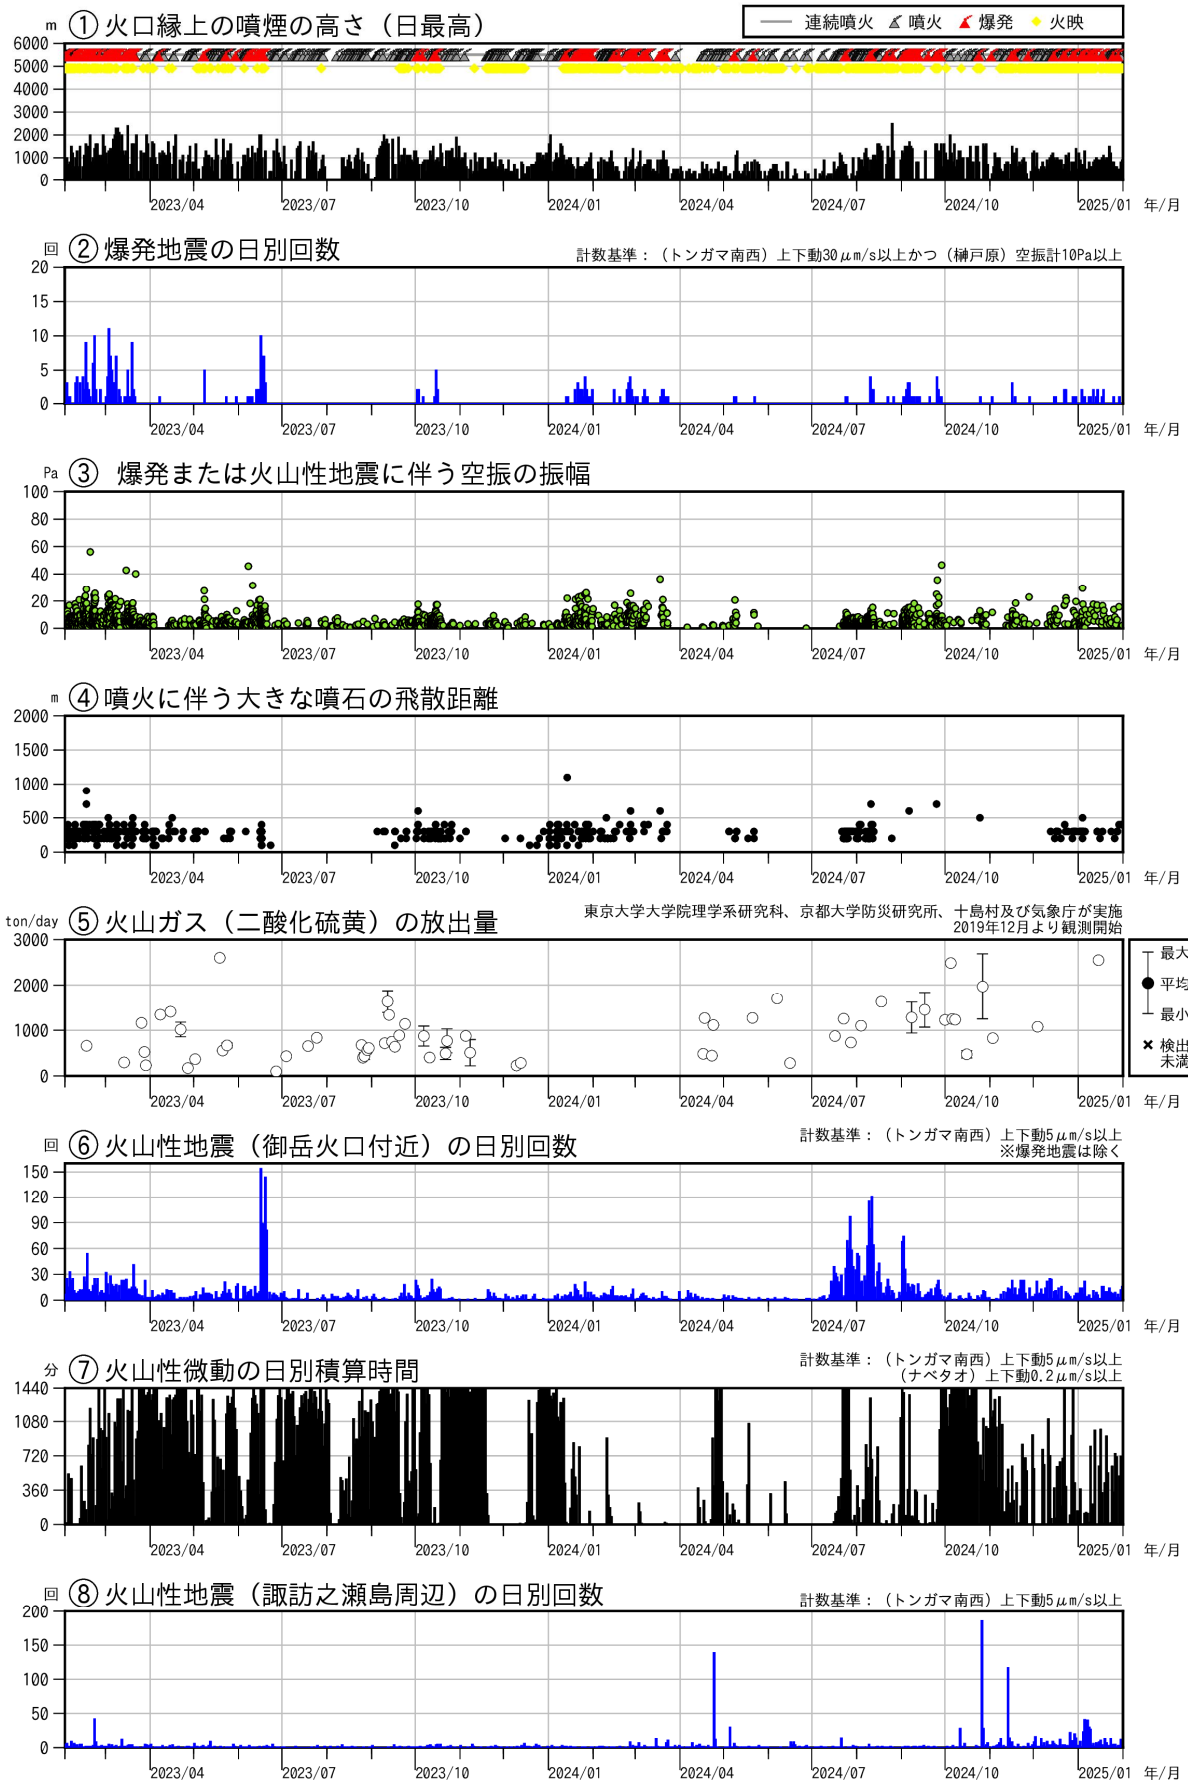 m ①火口縁上の噴煙の高さ（日最高）
連続噴火 噴火 爆発 火映
6000
5000
4000
3000
2000
1000
0
2023/04 2023/07 2023/10 2024/01 2024/04 2024/07 2024/10 2025/01 年/月
回 ②爆発地震の日別回数
計数基準：（トンガマ南西）上下動30μm/s以上かつ（榊戸原）空振計10Pa以上
20
15
10
5
0
2023/04 2023/07 2023/10 2024/01 2024/04 2024/07 2024/10 2025/01 年/月
Pa ③ 爆発または火山性地震に伴う空振の振幅
100
80
60
40
20
0
2023/04 2023/07 2023/10 2024/01 2024/04 2024/07 2024/10 2025/01 年/月
m ④噴火に伴う大きな噴石の飛散距離
2000
1500
1000
500
0
2023/04 2023/07 2023/10 2024/01 2024/04 2024/07 2024/10 2025/01 年/月
ton/day ⑤火山ガス（二酸化硫黄）の放出量
東京大学大学院理学系研究科、京都大学防災研究所、十島村及び気象庁が実施
2019年12月より観測開始
3000
2000
1000
0
最大
平均
最小
検出
未満
2023/04 2023/07 2023/10 2024/01 2024/04 2024/07 2024/10 2025/01 年/月
回 ⑥火山性地震（御岳火口付近）の日別回数
計数基準：（トンガマ南西）上下動5μm/s以上
※爆発地震は除く
150
120
90
60
30
0
2023/04 2023/07 2023/10 2024/01 2024/04 2024/07 2024/10 2025/01 年/月
分 ⑦火山性微動の日別積算時間
計数基準：（トンガマ南西）上下動5μm/s以上
（ナベタオ）上下動0.2μm/s以上
1440
1080
720
360
0
2023/04 2023/07 2023/10 2024/01 2024/04 2024/07 2024/10 2025/01 年/月
回 ⑧火山性地震（諏訪之瀬島周辺）の日別回数
計数基準：（トンガマ南西）上下動5μm/s以上
200
150
100
50
0
2023/04 2023/07 2023/10 2024/01 2024/04 2024/07 2024/10 2025/01 年/月